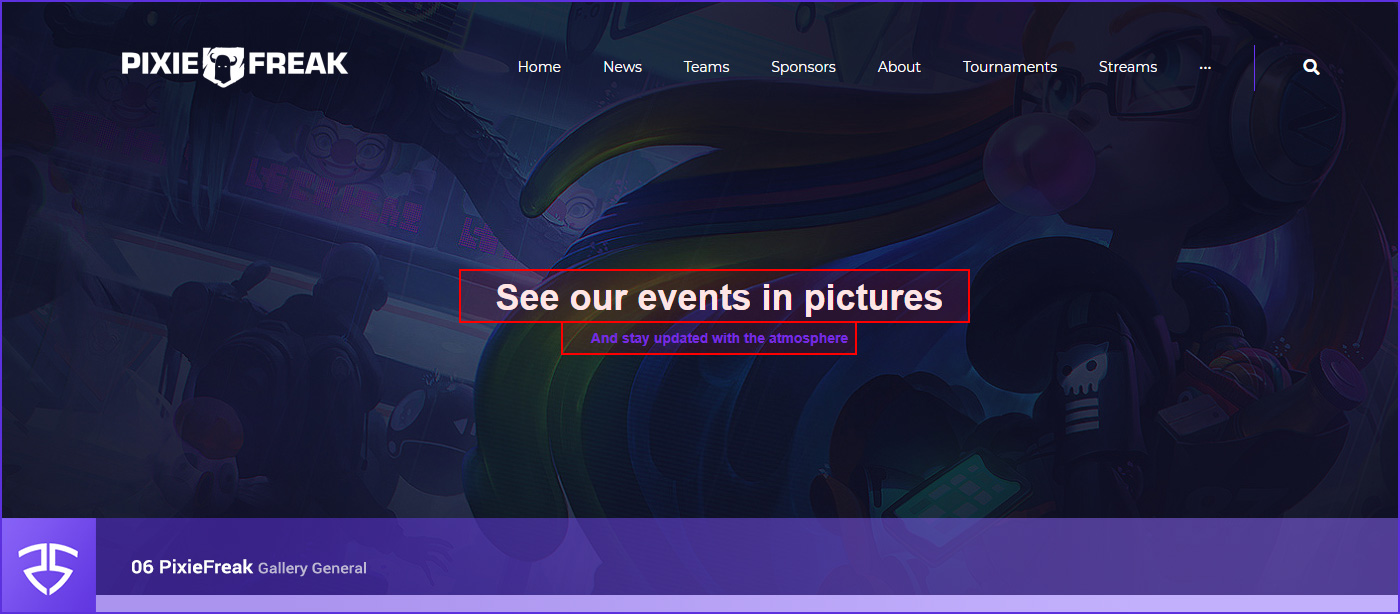 PIXIE FREAK
Home News Teams Sponsors About Tournaments Streams ...
See our events in pictures
And stay updated with the atmosphere
06 PixieFreak Gallery General